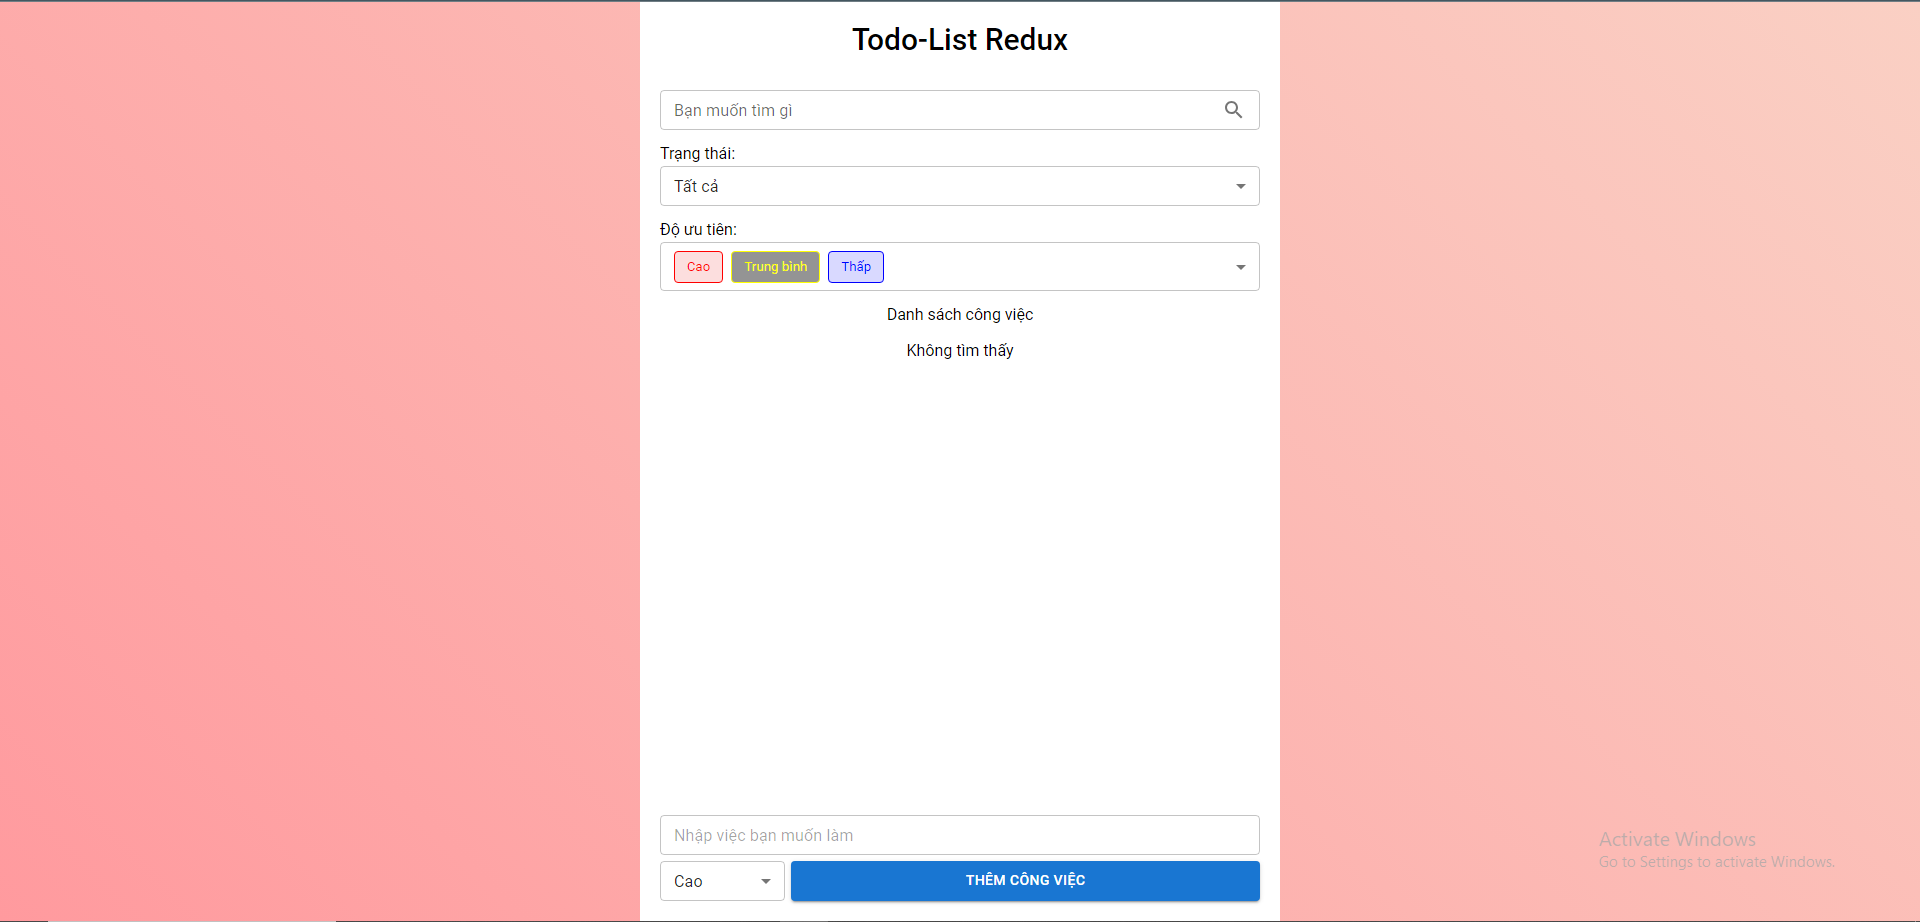 Todo-List Redux
Bạn muốn tìm gì
Trạng thái:
Tất cả
Độ ưu tiên:
Cao Trung bình Thấp
Danh sách công việc
Không tìm thấy
Nhập việc bạn muốn làm
Cao THÊM CÔNG VIỆC
Activate Windows
Go to Settings to activate Windows.